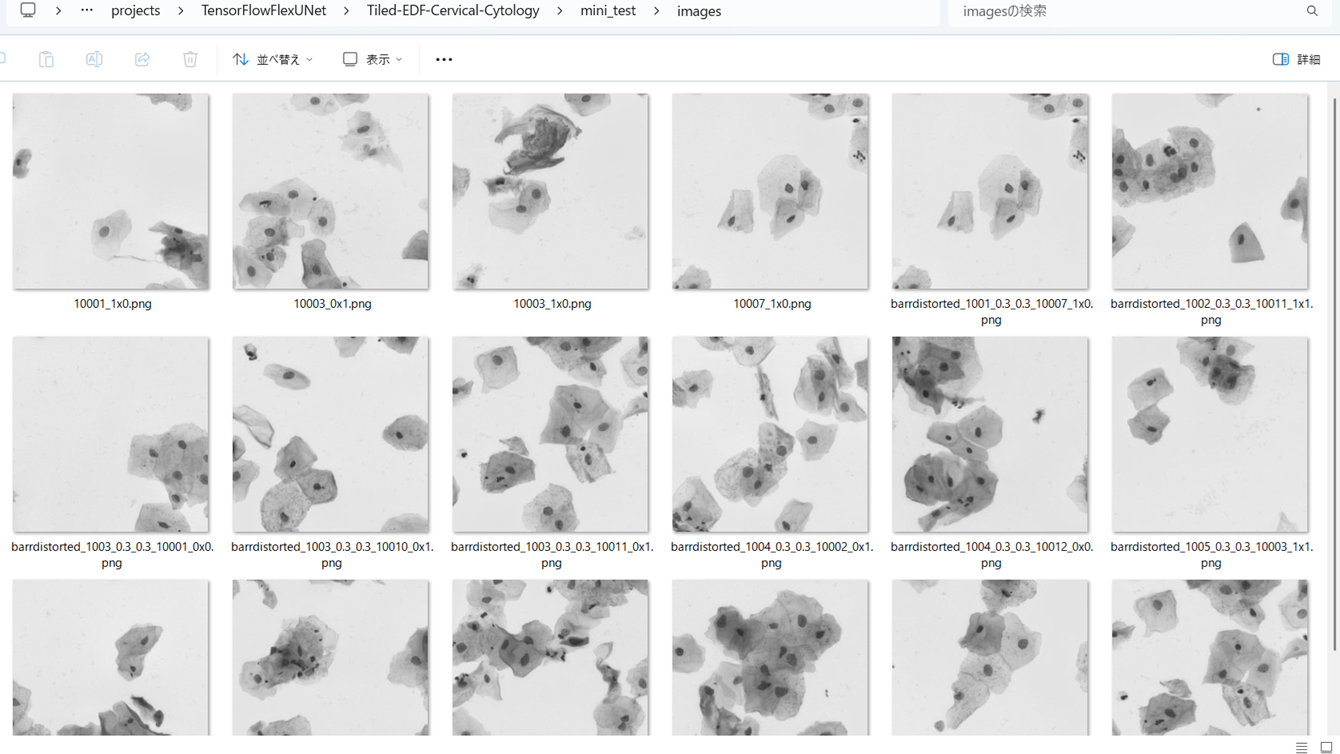 … projects TensorFlowFlexUNet Tiled-EDF-Cervical-Cytology mini_test images
imagesの検索
並べ替え 表示 … 詳細
10001_1x0.png
10003_0x1.png
10003_1x0.png
10007_1x0.png
barrdistorted_1001_0.3_0.3_10007_1x0.
png
barrdistorted_1002_0.3_0.3_10011_1x1.
png
barrdistorted_1003_0.3_0.3_10001_0x0.
png
barrdistorted_1003_0.3_0.3_10010_0x1.
png
barrdistorted_1003_0.3_0.3_10011_0x1.
png
barrdistorted_1004_0.3_0.3_10002_0x1.
png
barrdistorted_1004_0.3_0.3_10012_0x0.
png
barrdistorted_1005_0.3_0.3_10003_1x1.
png